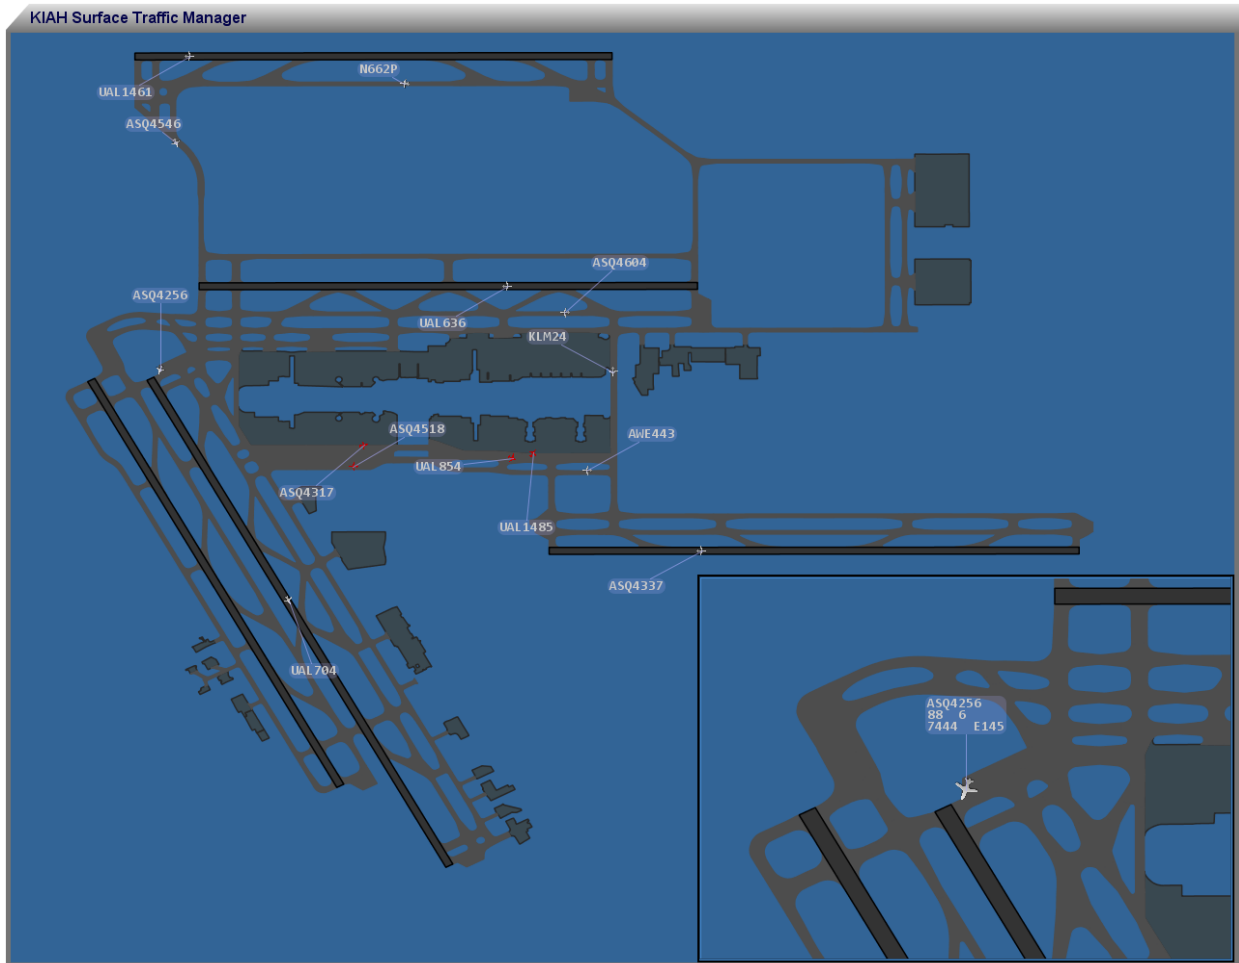 KIAH Surface Traffic Manager
N662P
UAL1461
ASQ4546
ASQ4604
ASQ4256
UAL636
KLM24
ASQ4518
AWE443
UAL854
ASQ4317
UAL1485
ASQ4337
UAL704
ASQ4256
88 6
7444 E145